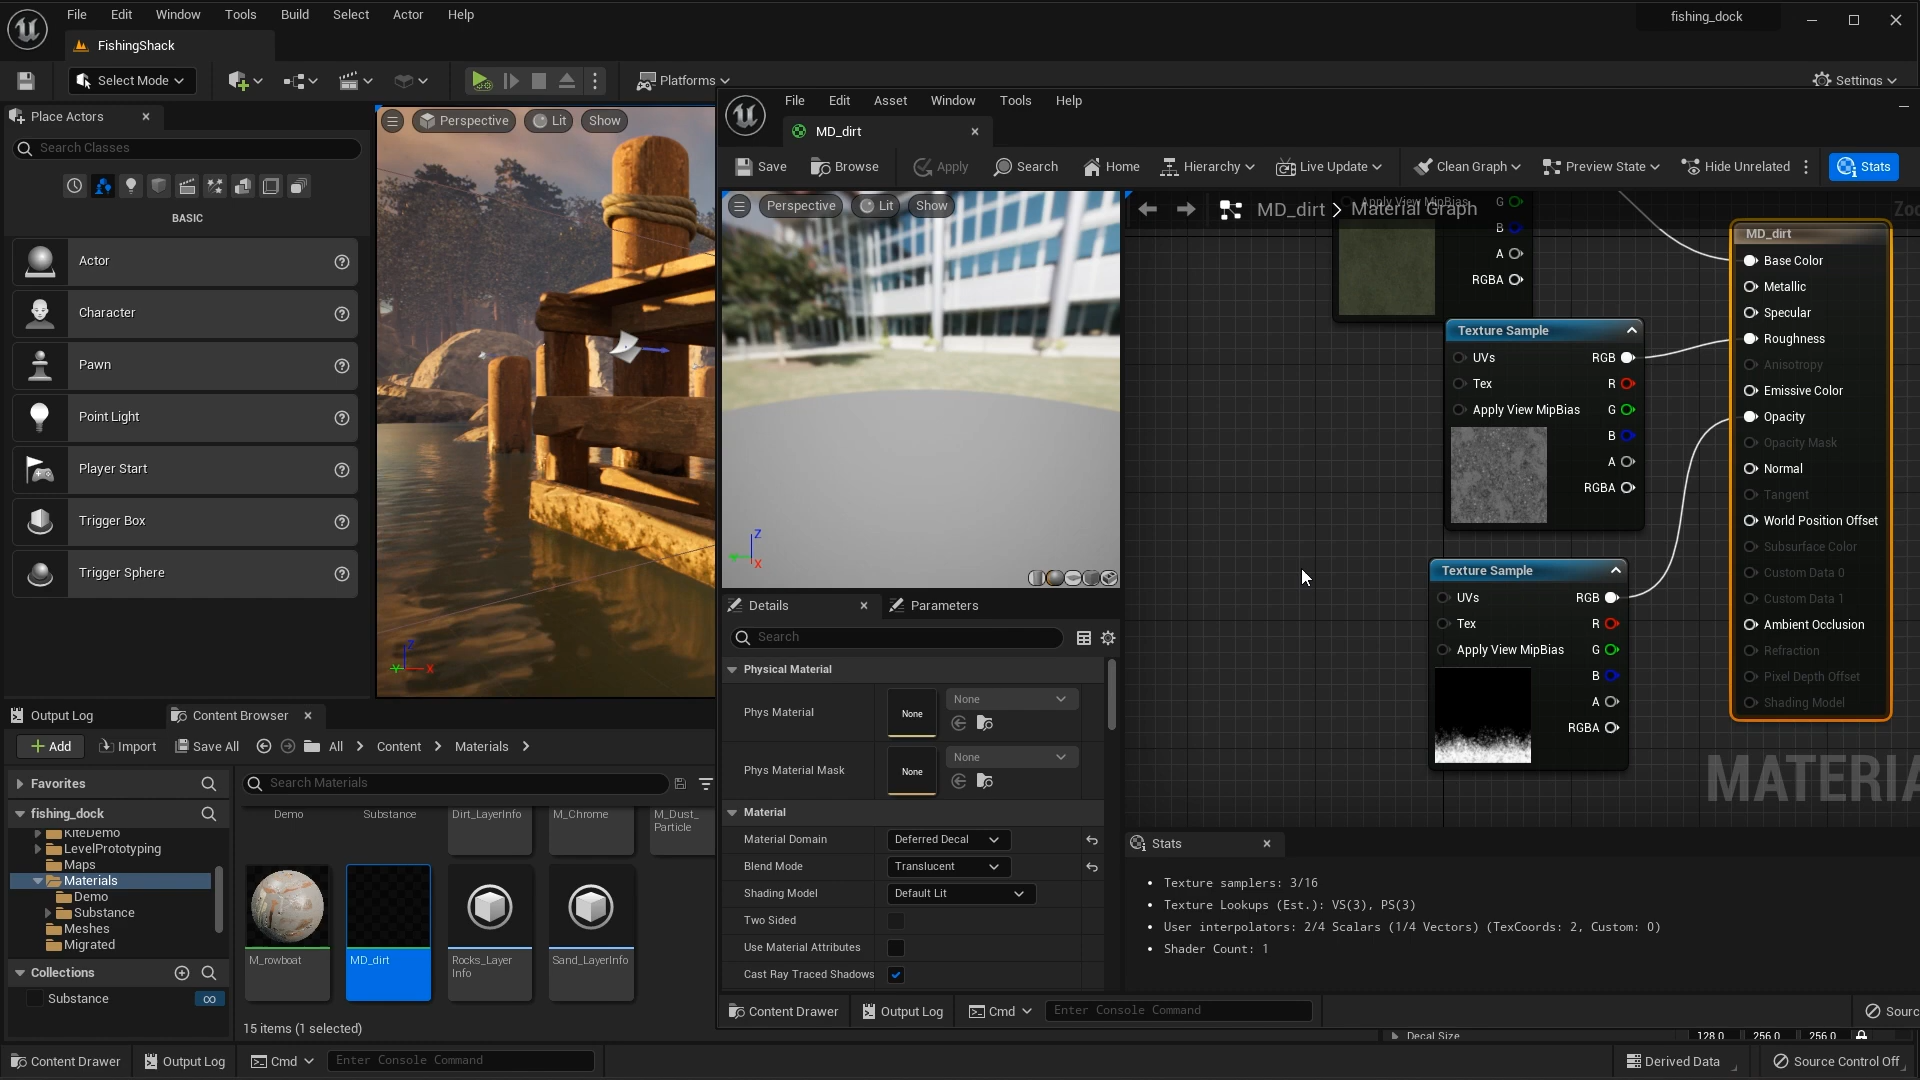 File Edit Window Tools Build Select Actor Help
fishing_dock
FishingShack
Select Mode
Platforms
Settings
Place Actors
Search Classes
BASIC
Actor
Character
Pawn
Point Light
Player Start
Trigger Box
Trigger Sphere
Perspective Lit Show
File Edit Asset Window Tools Help
MD_dirt
Save Browse Apply Search Home Hierarchy Live Update Clean Graph Preview State Hide Unrelated Stats
Perspective Lit Show
Z
X
MD_dirt > Material Graph
Zoo
Apply View MipBias G
B
A
RGBA
Texture Sample
UVs RGB
Tex R
Apply View MipBias G
B
A
RGBA
Texture Sample
UVs RGB
Tex R
Apply View MipBias G
B
A
RGBA
MD_dirt
Base Color
Metallic
Specular
Roughness
Anisotropy
Emissive Color
Opacity
Opacity Mask
Normal
Tangent
World Position Offset
Subsurface Color
Custom Data 0
Custom Data 1
Ambient Occlusion
Refraction
Pixel Depth Offset
Shading Model
MATERIA
Details Parameters
Search
Physical Material
Phys Material None None
Phys Material Mask None None
Material
Material Domain Deferred Decal
Blend Mode Translucent
Shading Model Default Lit
Two Sided
Use Material Attributes
Cast Ray Traced Shadows
Stats
Texture samplers: 3/16
Texture Lookups (Est.): VS(3), PS(3)
User interpolators: 2/4 Scalars (1/4 Vectors) (TexCoords: 2, Custom: 0)
Shader Count: 1
Content Drawer Output Log Cmd Enter Console Command Sourc
Decal Size 128.0 256.0 256.0
Output Log Content Browser
Add Import Save All All > Content > Materials >
Favorites
Search Materials
fishing_dock
KiteDemo
LevelPrototyping
Maps
Materials
Demo
Substance
Meshes
Migrated
Collections
Substance
Demo Substance Dirt_LayerInfo M_Chrome M_Dust_
Particle
M_rowboat MD_dirt Rocks_Layer
Info Sand_LayerInfo
15 items (1 selected)
Content Drawer Output Log Cmd Enter Console Command Derived Data Source Control Off